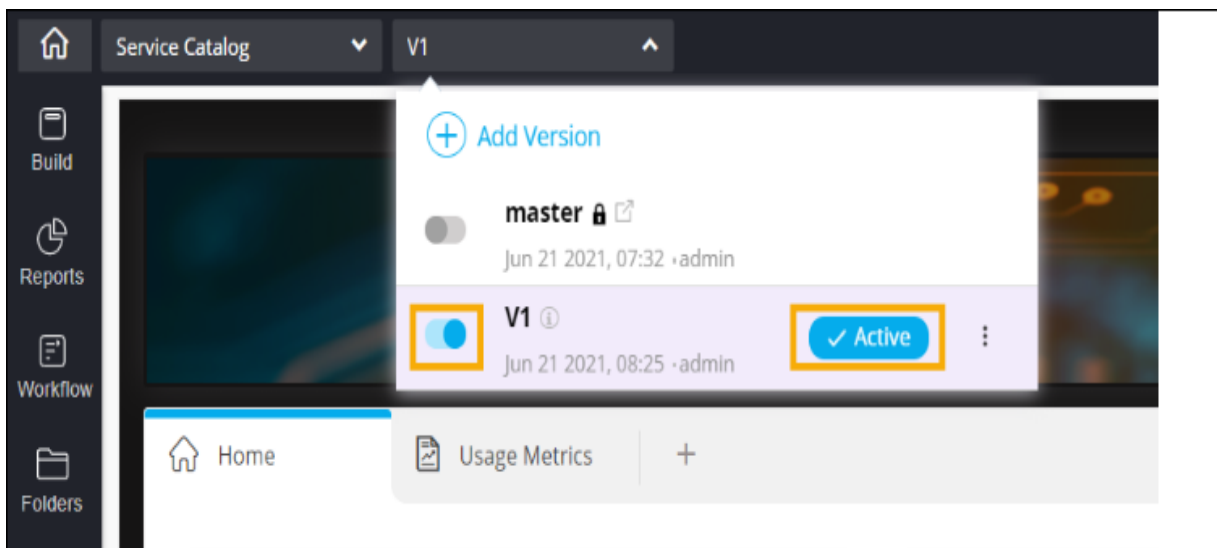 Service Catalog
V1
Build
Reports
Workflow
Folders
Add Version
master
Jun 21 2021, 07:32 • admin
V1
Active
Jun 21 2021, 08:25 • admin
Home
Usage Metrics